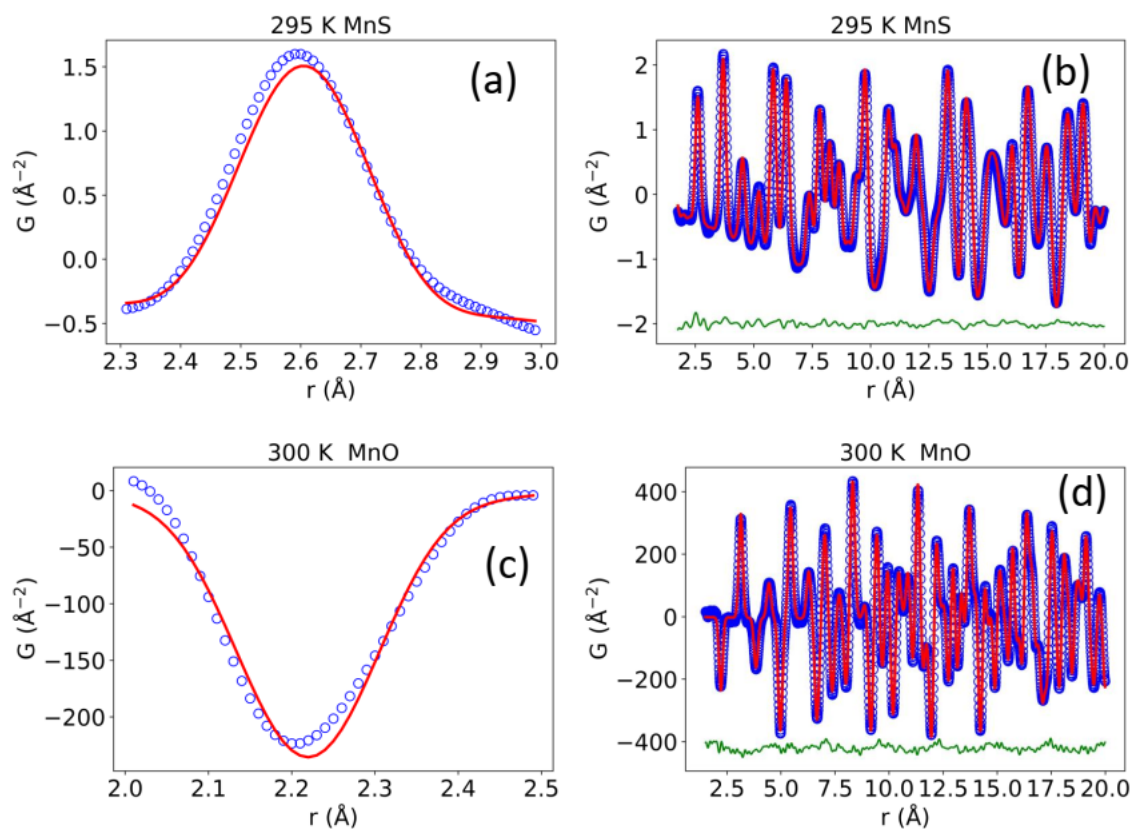 295 K MnS
(a)
1.5
1.0
0.5
0.0
−0.5
G (Å⁻²)
2.3 2.4 2.5 2.6 2.7 2.8 2.9 3.0
r (Å)
295 K MnS
(b)
2
1
0
−1
−2
G (Å⁻²)
2.5 5.0 7.5 10.0 12.5 15.0 17.5 20.0
r (Å)
300 K MnO
(c)
0
−50
−100
−150
−200
G (Å⁻²)
2.0 2.1 2.2 2.3 2.4 2.5
r (Å)
300 K MnO
(d)
400
200
0
−200
−400
G (Å⁻²)
2.5 5.0 7.5 10.0 12.5 15.0 17.5 20.0
r (Å)